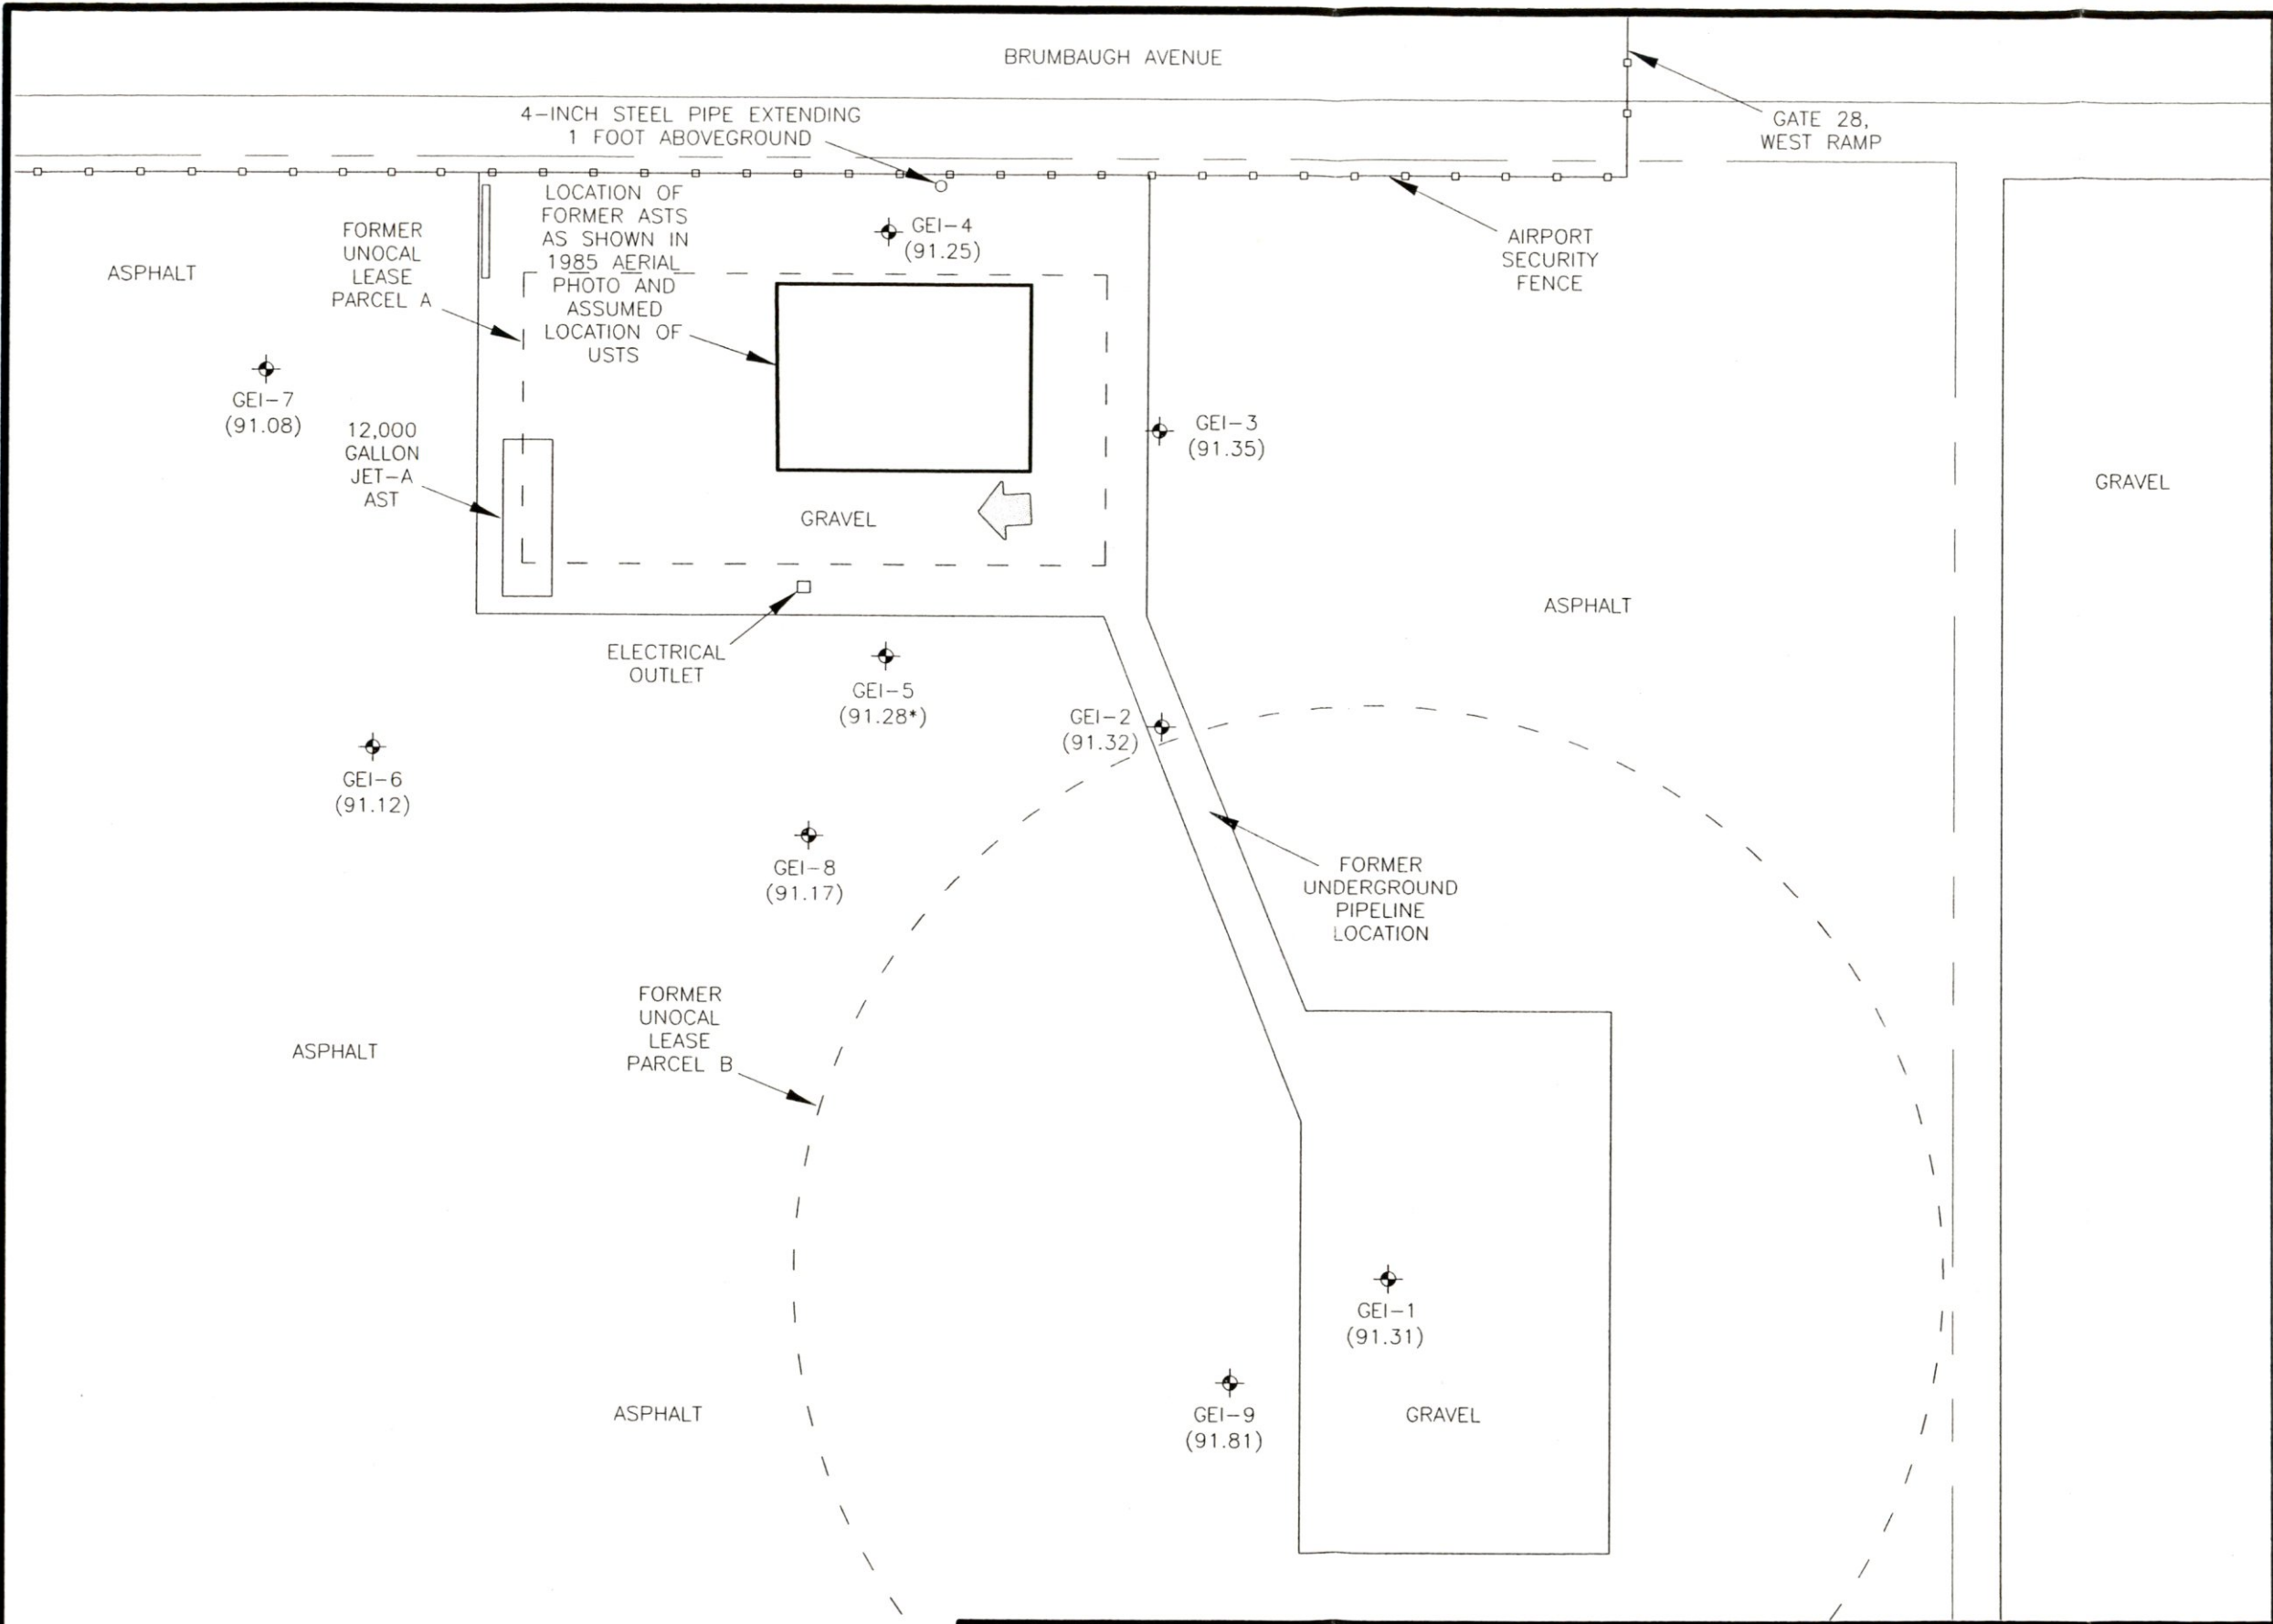 BRUMBAUGH AVENUE
4-INCH STEEL PIPE EXTENDING
1 FOOT ABOVEGROUND
GATE 28,
WEST RAMP
LOCATION OF
FORMER ASTS
AS SHOWN IN
1985 AERIAL
PHOTO AND
ASSUMED
LOCATION OF
USTS
FORMER
UNOCAL
LEASE
PARCEL A
ASPHALT
GEI-4
(91.25)
AIRPORT
SECURITY
FENCE
GEI-7
(91.08)
12,000
GALLON
JET-A
AST
GEI-3
(91.35)
GRAVEL
GRAVEL
ASPHALT
ELECTRICAL
OUTLET
GEI-5
(91.28*)
GEI-2
(91.32)
GEI-6
(91.12)
GEI-8
(91.17)
FORMER
UNDERGROUND
PIPELINE
LOCATION
FORMER
UNOCAL
LEASE
PARCEL B
ASPHALT
GEI-1
(91.31)
ASPHALT
GEI-9
(91.81)
GRAVEL